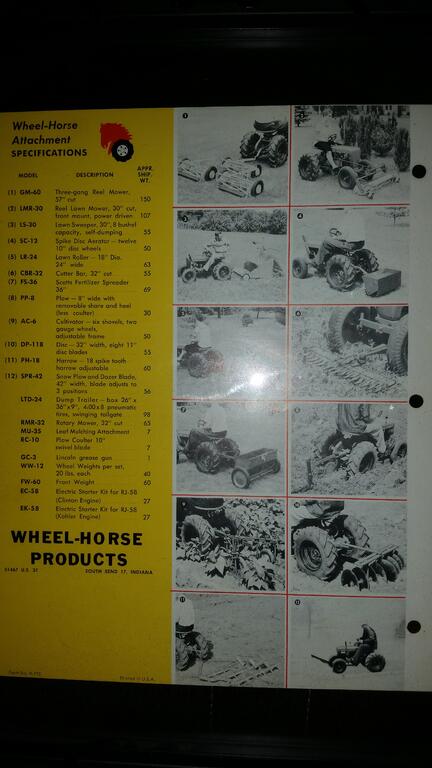 Wheel-Horse
Attachment
SPECIFICATIONS
MODEL DESCRIPTION APPR. SHIP. WT.
(1) GM-60 Three-gang Reel Mower,
57" cut 150
(2) LMR-30 Reel Lawn Mower, 30" cut,
front mount, power driven 107
(3) LS-30 Lawn Sweeper, 30", 8 bushel
capacity, self-dumping 55
(4) SC-12 Spike Disc Aerator — twelve
10" disc wheels 50
(5) LR-24 Lawn Roller — 18" Dia.
24" wide 63
(6) CBR-32 Cutter Bar, 32" cut 55
(7) FS-36 Scotts Fertilizer Spreader
36" 69
(8) PP-8 Plow — 8" wide with
removable share and heel
(less coulter) 30
(9) AC-6 Cultivator — six shovels, two
gauge wheels,
adjustable frame 50
(10) DP-118 Disc — 32" width, eight 11"
disc blades 55
(11) PH-18 Harrow — 18 spike tooth
harrow adjustable 60
(12) SPR-42 Snow Plow and Dozer Blade,
42" width, blade adjusts to
3 positions 56
LTD-24 Dump Trailer — box 26" x
36" x 9", 4:00 x 8 pneumatic
tires, swinging tailgate 98
RMR-32 Rotary Mower, 32" cut 65
MU-35 Leaf Mulching Attachment 7
RC-10 Plow Coulter 10"
swivel blade 7
GC-3 Lincoln grease gun 1
WW-12 Wheel Weights per set,
20 lbs. each 40
FW-60 Front Weight 60
EC-58 Electric Starter Kit for RJ-58
(Clinton Engine) 27
EK-58 Electric Starter Kit for RJ-58
(Kohler Engine) 27
WHEEL-HORSE
PRODUCTS
51467 U.S. 31 SOUTH BEND 17, INDIANA
Printed in U.S.A.
1
3
4
6
7
8
11
12